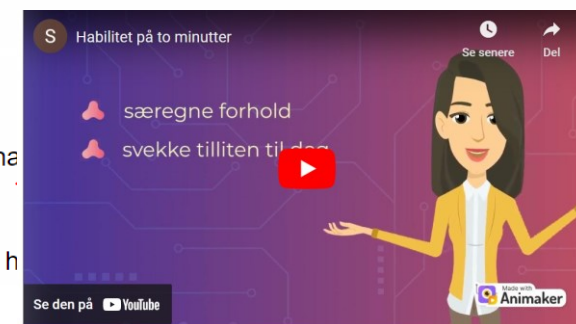 S Habilitet på to minutter
Se senere
Del
særegne forhold
svekke tilliten til deg
na
h
Se den på YouTube
Made with
Animaker